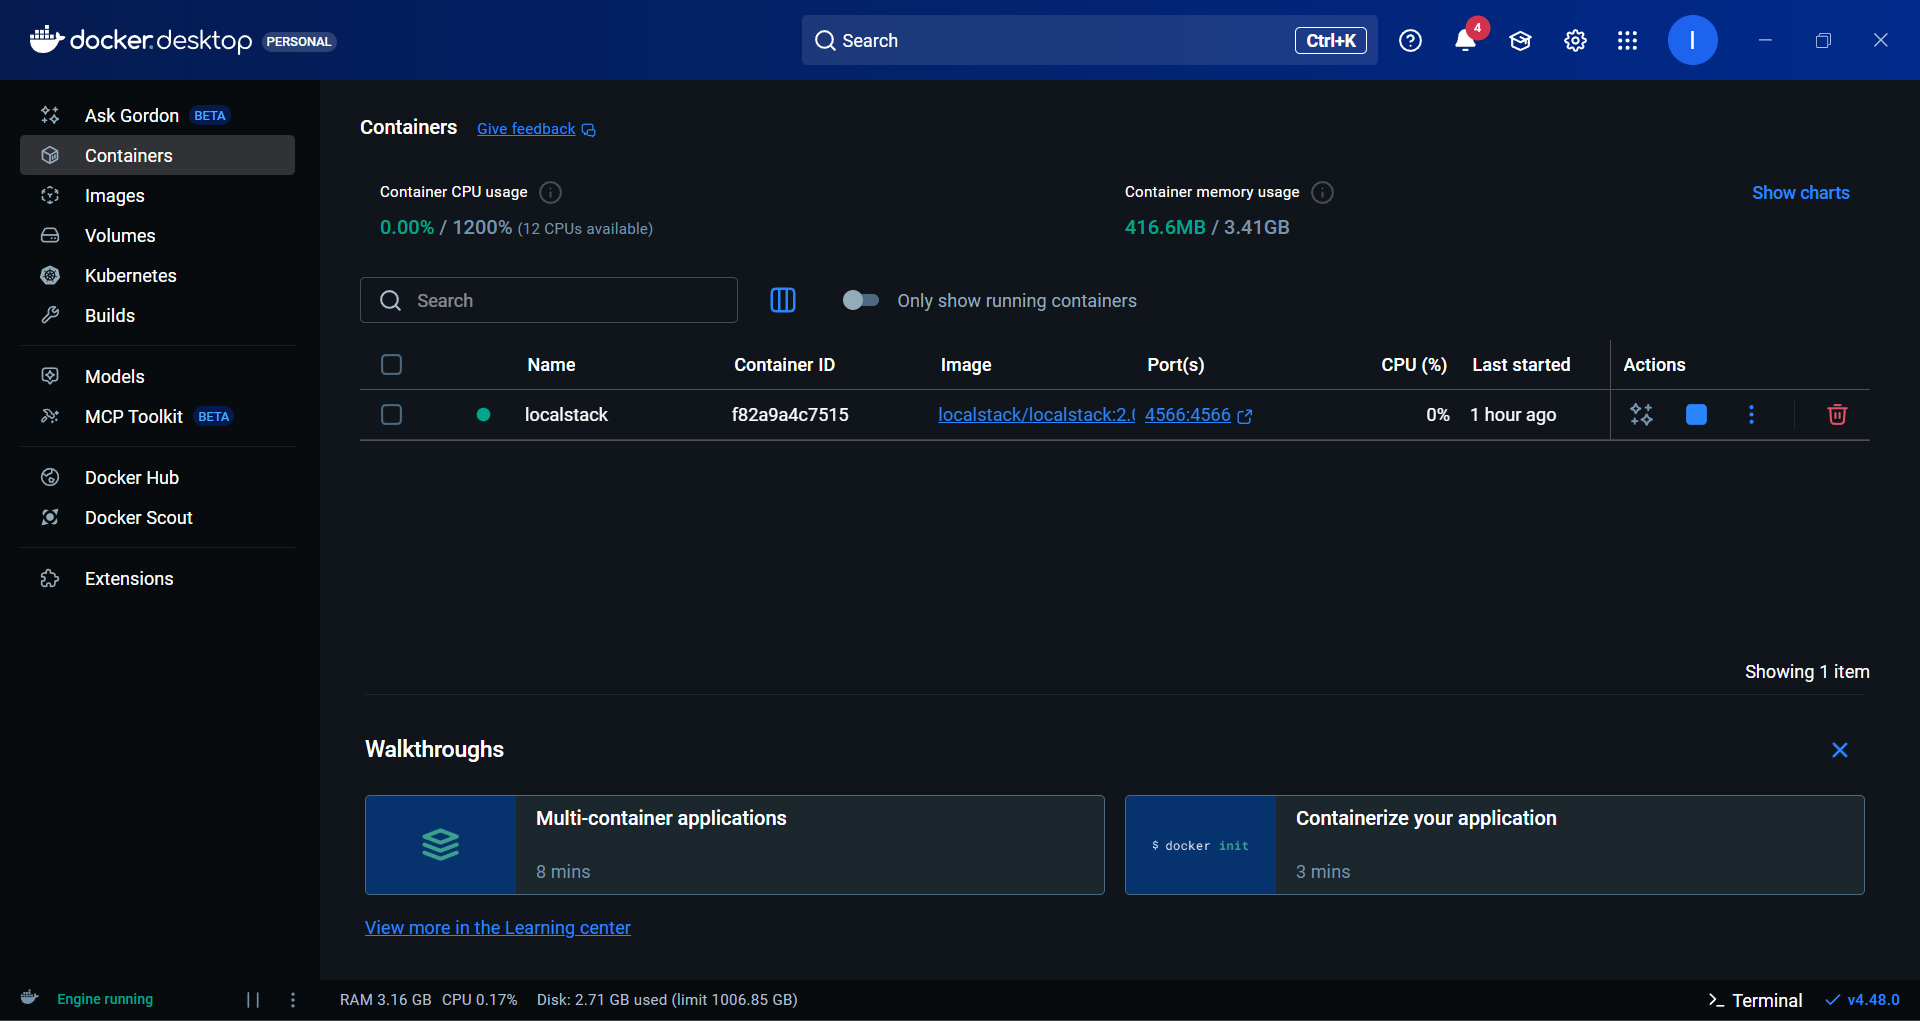 docker.desktop PERSONAL
Search Ctrl+K
4
I
Ask Gordon BETA
Containers
Images
Volumes
Kubernetes
Builds
Models
MCP Toolkit BETA
Docker Hub
Docker Scout
Extensions
Containers Give feedback
Container CPU usage
0.00% / 1200% (12 CPUs available)
Container memory usage
416.6MB / 3.41GB
Show charts
Search
Only show running containers
Name Container ID Image Port(s) CPU (%) Last started Actions
localstack f82a9a4c7515 localstack/localstack:2.0 4566:4566 0% 1 hour ago
Showing 1 item
Walkthroughs
Multi-container applications
8 mins
$ docker init
Containerize your application
3 mins
View more in the Learning center
Engine running
RAM 3.16 GB CPU 0.17% Disk: 2.71 GB used (limit 1006.85 GB)
Terminal v4.48.0